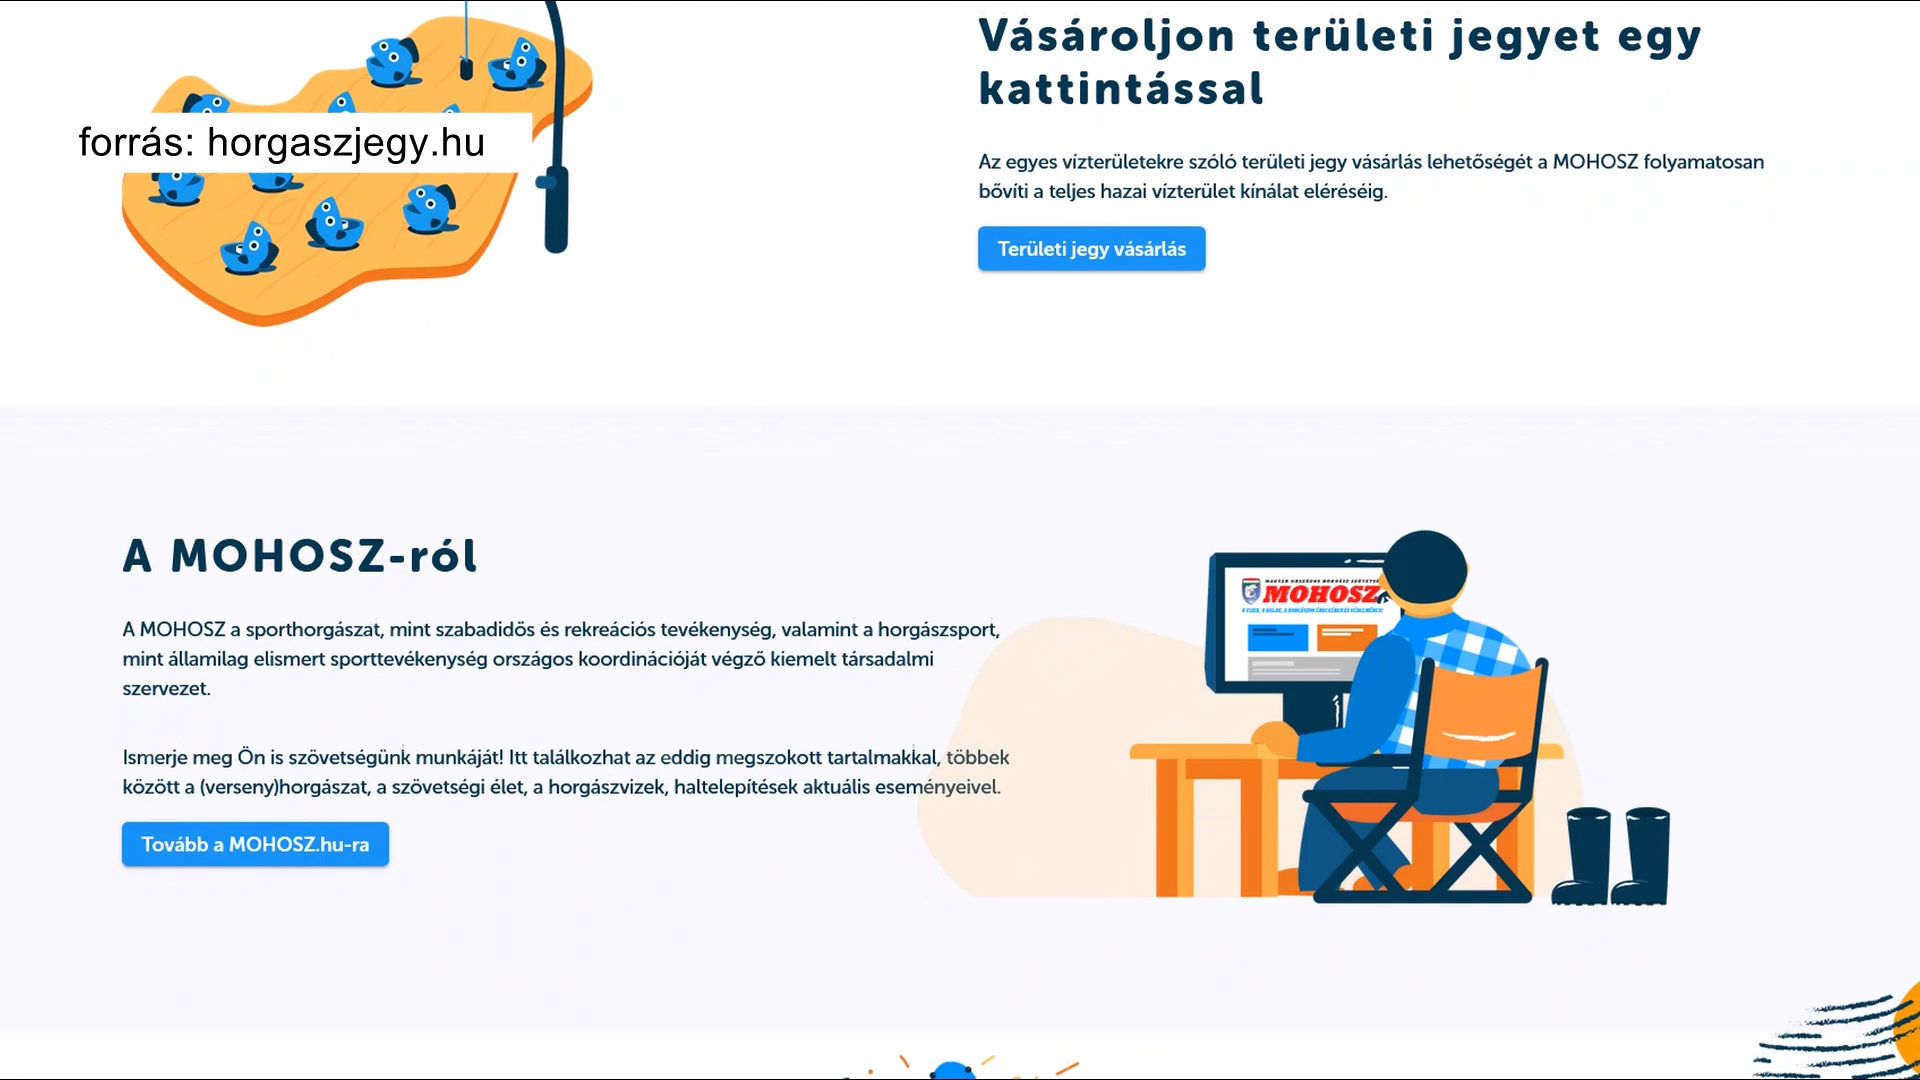 Vásároljon területi jegyet egy
kattintással
forrás: horgaszjegy.hu
Az egyes vízterületekre szóló területi jegy vásárlás lehetőségét a MOHOSZ folyamatosan
bővíti a teljes hazai vízterület kínálat eléréséig.
Területi jegy vásárlás
A MOHOSZ-ról
A MOHOSZ a sporthorgászat, mint szabadidős és rekreációs tevékenység, valamint a horgászsport,
mint államilag elismert sporttevékenység országos koordinációját végző kiemelt társadalmi
szervezet.
MOHOSZ
Ismerje meg Ön is szövetségünk munkáját! Itt találkozhat az eddig megszokott tartalmakkal, többek
között a (verseny)horgászat, a szövetségi élet, a horgászvizek, haltelepítések aktuális eseményeivel.
Tovább a MOHOSZ.hu-ra